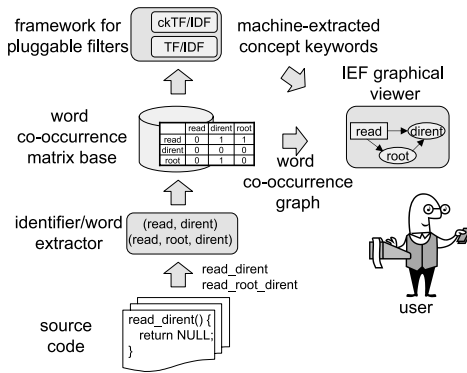 framework for
pluggable filters
ckTF/IDF
TF/IDF
machine-extracted
concept keywords
IEF graphical
viewer
read
dirent
root
word
co-occurrence
matrix base
read dirent root
read 0 1 1
dirent 0 0 0
root 0 1 0
word
co-occurrence
graph
identifier/word
extractor
(read, dirent)
(read, root, dirent)
read_dirent
read_root_dirent
user
source
code
read_dirent() {
return NULL;
}